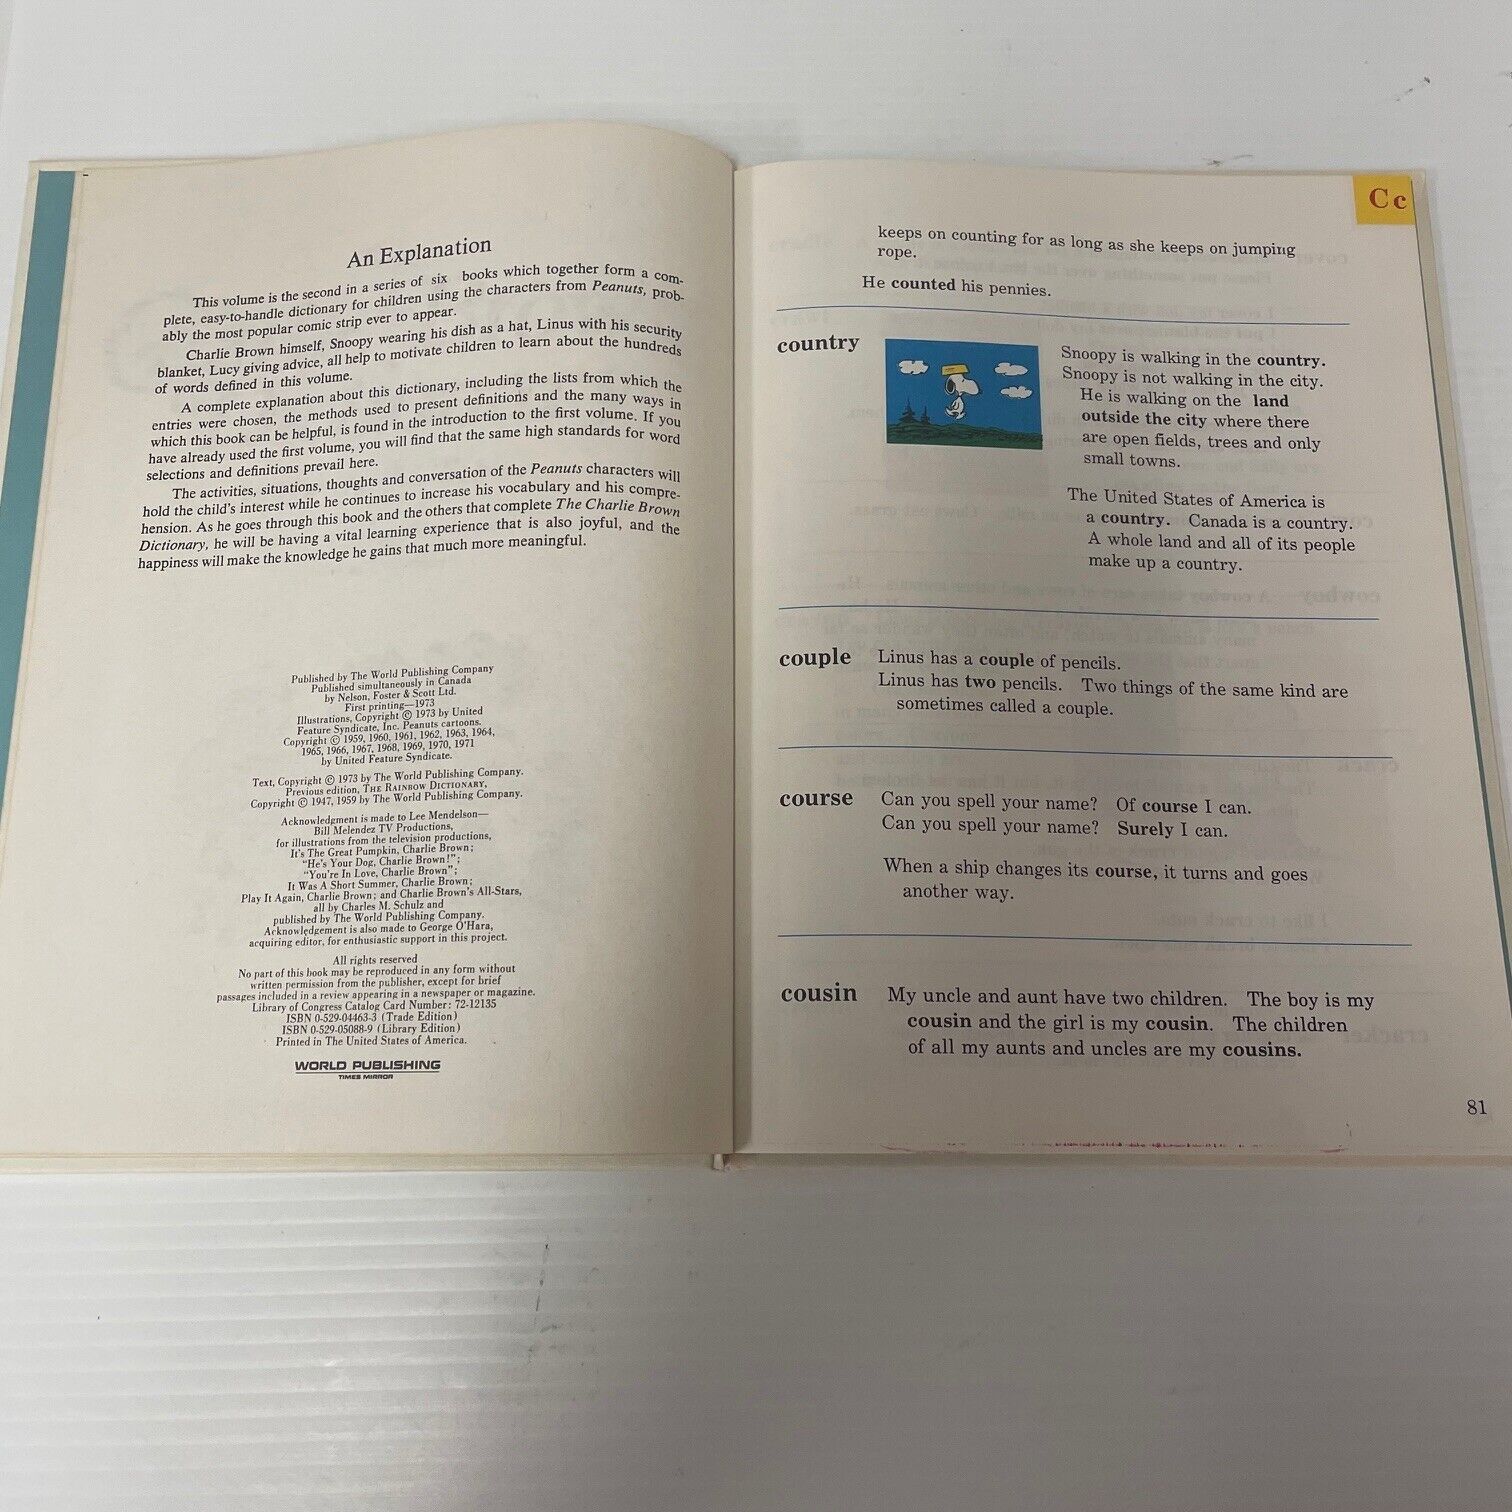 An Explanation
This volume is the second in a series of six books which together form a com-
plete, easy-to-handle dictionary for children using the characters from Peanuts, prob-
ably the most popular comic strip ever to appear.
Charlie Brown himself, Snoopy wearing his dish as a hat, Linus with his security
blanket, Lucy giving advice, all help to motivate children to learn about the hundreds
of words defined in this volume.
A complete explanation about this dictionary, including the lists from which the
entries were chosen, the methods used to present definitions and the many ways in
which this book can be helpful, is found in the introduction to the first volume. If you
have already used the first volume, you will find that the same high standards for word
selections and definitions prevail here.
The activities, situations, thoughts and conversation of the Peanuts characters will
hold the child's interest while he continues to increase his vocabulary and his compre-
hension. As he goes through this book and the others that complete The Charlie Brown
Dictionary, he will be having a vital learning experience that is also joyful, and the
happiness will make the knowledge he gains that much more meaningful.
Published by The World Publishing Company
Published simultaneously in Canada
by Nelson, Foster & Scott Ltd.
First printing—1973
Illustrations, Copyright © 1973 by United
Feature Syndicate, Inc. Peanuts cartoons.
Copyright © 1959, 1960, 1961, 1962, 1963, 1964,
1965, 1966, 1967, 1968, 1969, 1970, 1971
by United Feature Syndicate.
Text, Copyright © 1973 by The World Publishing Company.
Previous edition, THE RAINBOW DICTIONARY,
Copyright © 1947, 1959 by The World Publishing Company.
Acknowledgment is made to Lee Mendelson—
Bill Melendez TV Productions,
for illustrations from the television productions,
It's The Great Pumpkin, Charlie Brown;
"He's Your Dog, Charlie Brown!";
"You're In Love, Charlie Brown";
It Was A Short Summer, Charlie Brown;
Play It Again, Charlie Brown; and Charlie Brown's All-Stars,
all by Charles M. Schulz and
published by The World Publishing Company.
Acknowledgement is also made to George O'Hara,
acquiring editor, for enthusiastic support in this project.
All rights reserved
No part of this book may be reproduced in any form without
written permission from the publisher, except for brief
passages included in a review appearing in a newspaper or magazine.
Library of Congress Catalog Card Number: 72-12135
ISBN 0-529-04463-3 (Trade Edition)
ISBN 0-529-05088-9 (Library Edition)
Printed in The United States of America.
WORLD PUBLISHING
TIMES MIRROR
Cc
keeps on counting for as long as she keeps on jumping
rope.
He counted his pennies.
country
Snoopy is walking in the country.
Snoopy is not walking in the city.
He is walking on the land
outside the city where there
are open fields, trees and only
small towns.
The United States of America is
a country. Canada is a country.
A whole land and all of its people
make up a country.
couple
Linus has a couple of pencils.
Linus has two pencils. Two things of the same kind are
sometimes called a couple.
course
Can you spell your name? Of course I can.
Can you spell your name? Surely I can.
When a ship changes its course, it turns and goes
another way.
cousin
My uncle and aunt have two children. The boy is my
cousin and the girl is my cousin. The children
of all my aunts and uncles are my cousins.
81